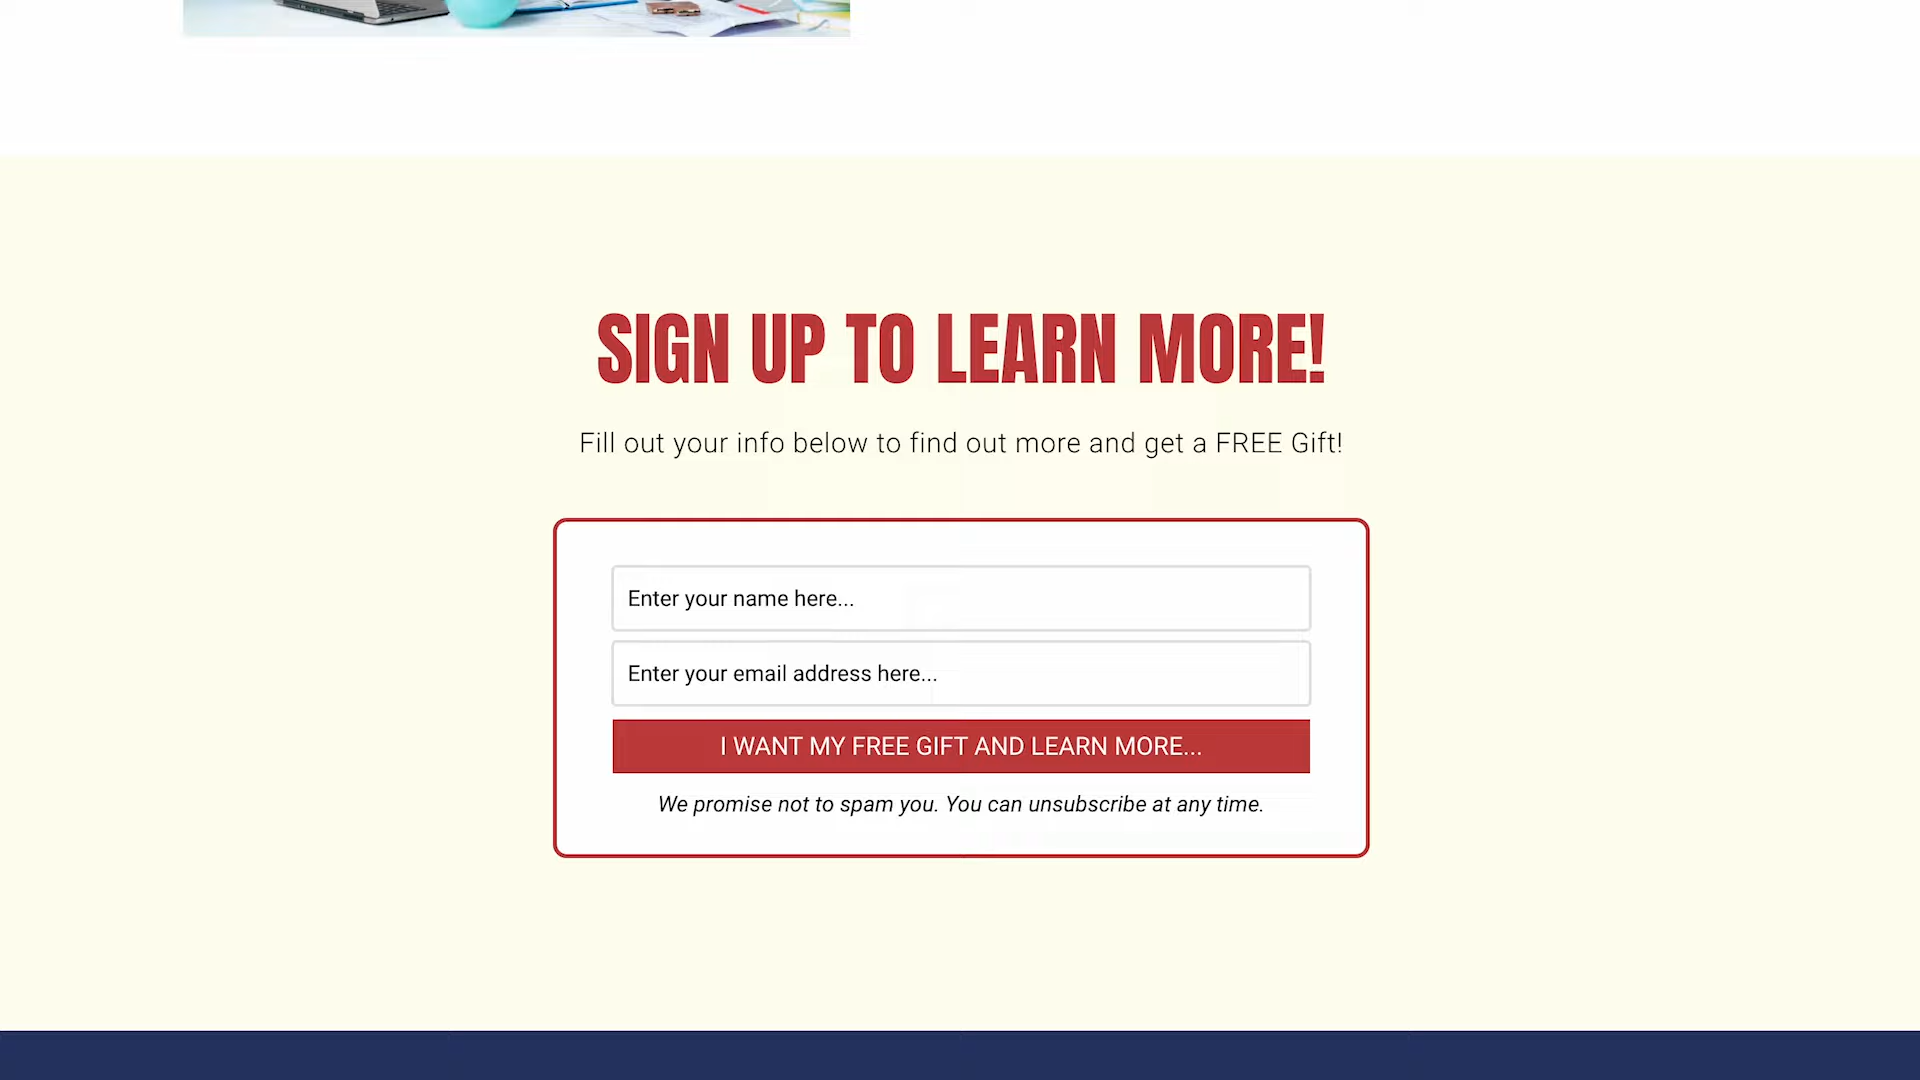 SIGN UP TO LEARN MORE!
Fill out your info below to find out more and get a FREE Gift!
Enter your name here...
Enter your email address here...
I WANT MY FREE GIFT AND LEARN MORE...
We promise not to spam you. You can unsubscribe at any time.